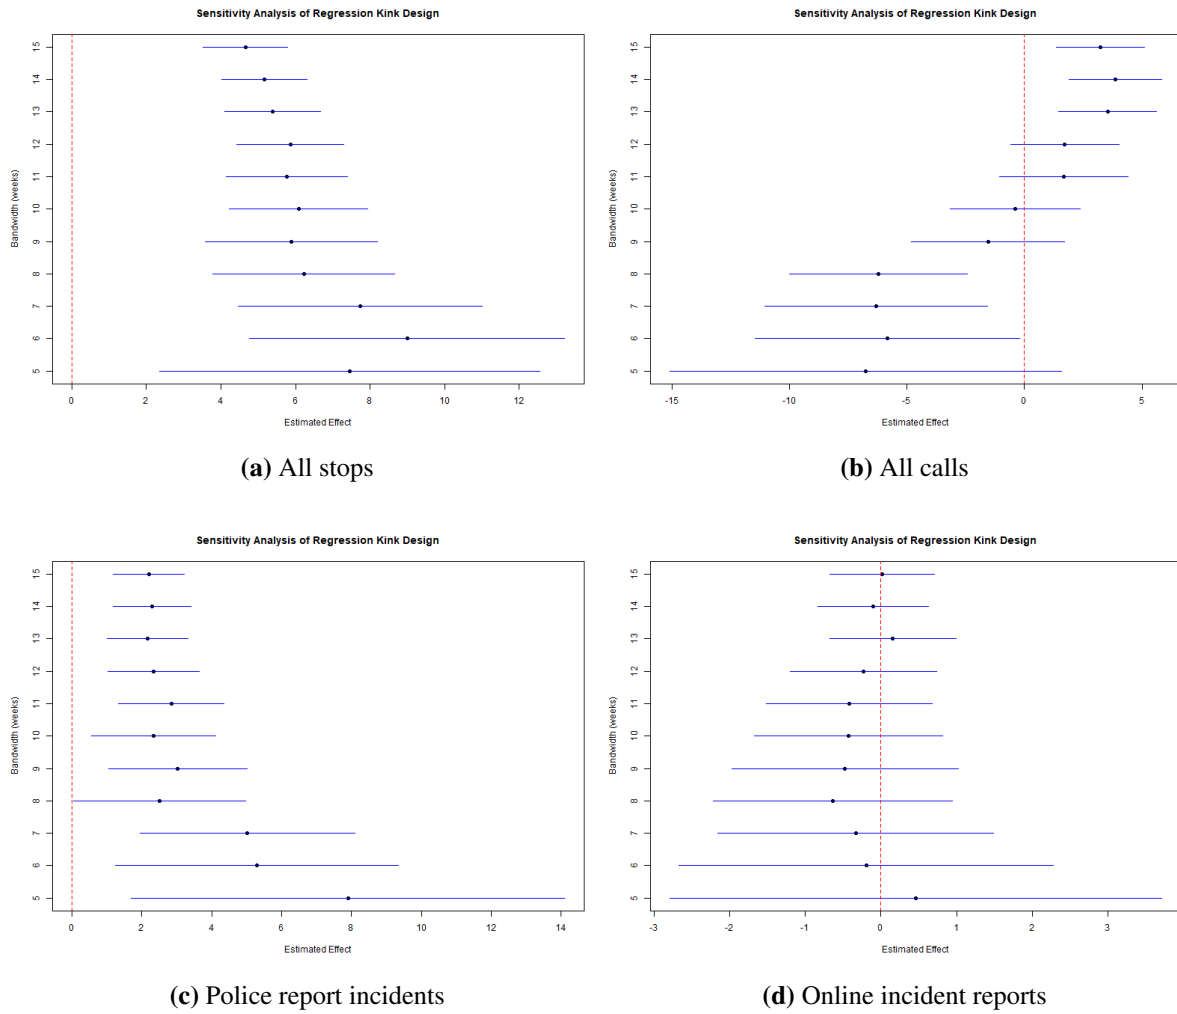 Sensitivity Analysis of Regression Kink Design
Bandwidth (weeks)
15
14
13
12
11
10
9
8
7
6
5
0 2 4 6 8 10 12
Estimated Effect
(a) All stops
Sensitivity Analysis of Regression Kink Design
Bandwidth (weeks)
15
14
13
12
11
10
9
8
7
6
5
-15 -10 -5 0 5
Estimated Effect
(b) All calls
Sensitivity Analysis of Regression Kink Design
Bandwidth (weeks)
15
14
13
12
11
10
9
8
7
6
5
0 2 4 6 8 10 12 14
Estimated Effect
(c) Police report incidents
Sensitivity Analysis of Regression Kink Design
Bandwidth (weeks)
15
14
13
12
11
10
9
8
7
6
5
-3 -2 -1 0 1 2 3
Estimated Effect
(d) Online incident reports